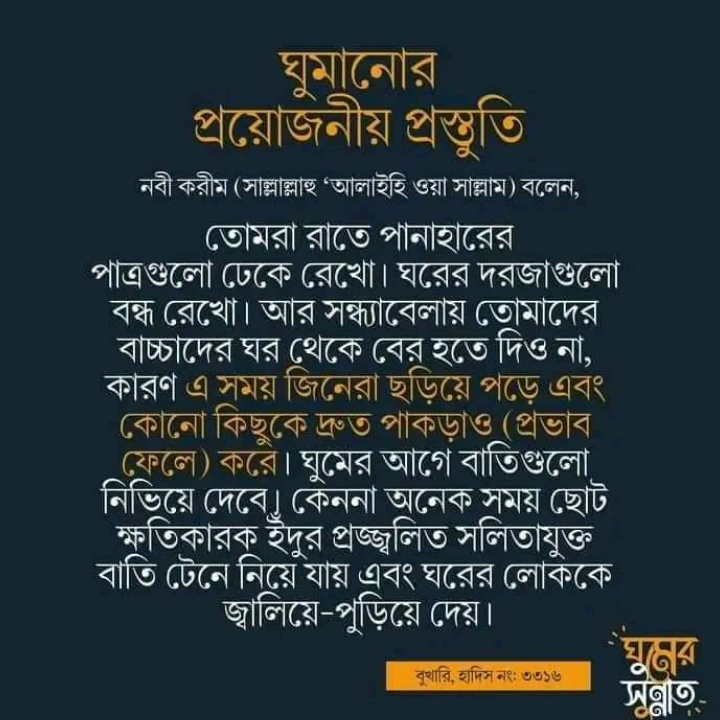 ঘুমানোর
প্রয়োজনীয় প্রস্তুতি
নবী করীম (সাল্লাল্লাহু ‘আলাইহি ওয়া সাল্লাম) বলেন,
তোমরা রাতে পানাহারের
পাত্রগুলো ঢেকে রেখো। ঘরের দরজাগুলো
বন্ধ রেখো। আর সন্ধ্যাবেলায় তোমাদের
বাচ্চাদের ঘর থেকে বের হতে দিও না,
কারণ এ সময় জিনেরা ছড়িয়ে পড়ে এবং
কোনো কিছুকে দ্রুত পাকড়াও (প্রভাব
ফেলে) করে। ঘুমের আগে বাতিগুলো
নিভিয়ে দেবে। কেননা অনেক সময় ছোট
ক্ষতিকারক ইঁদুর প্রজ্জ্বলিত সলিতাযুক্ত
বাতি টেনে নিয়ে যায় এবং ঘরের লোককে
জ্বালিয়ে-পুড়িয়ে দেয়।
বুখারি, হাদিস নং: ৩৩১৬
ঘুমের
সুন্নাত